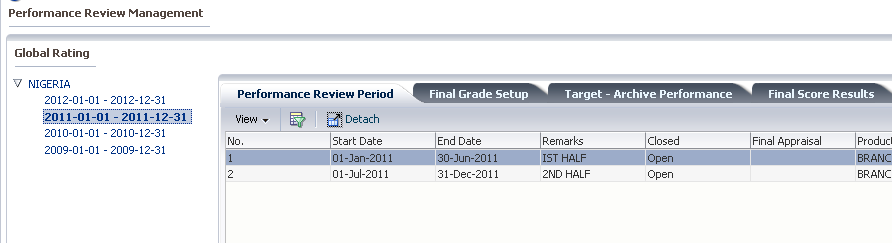 Performance Review Management
Global Rating
NIGERIA
2012-01-01 - 2012-12-31
2011-01-01 - 2011-12-31
2010-01-01 - 2010-12-31
2009-01-01 - 2009-12-31
Performance Review Period Final Grade Setup Target - Archive Performance Final Score Results
View Detach
No. Start Date End Date Remarks Closed Final Appraisal Product
1 01-Jan-2011 30-Jun-2011 IST HALF Open BRANC
2 01-Jul-2011 31-Dec-2011 2ND HALF Open BRANC